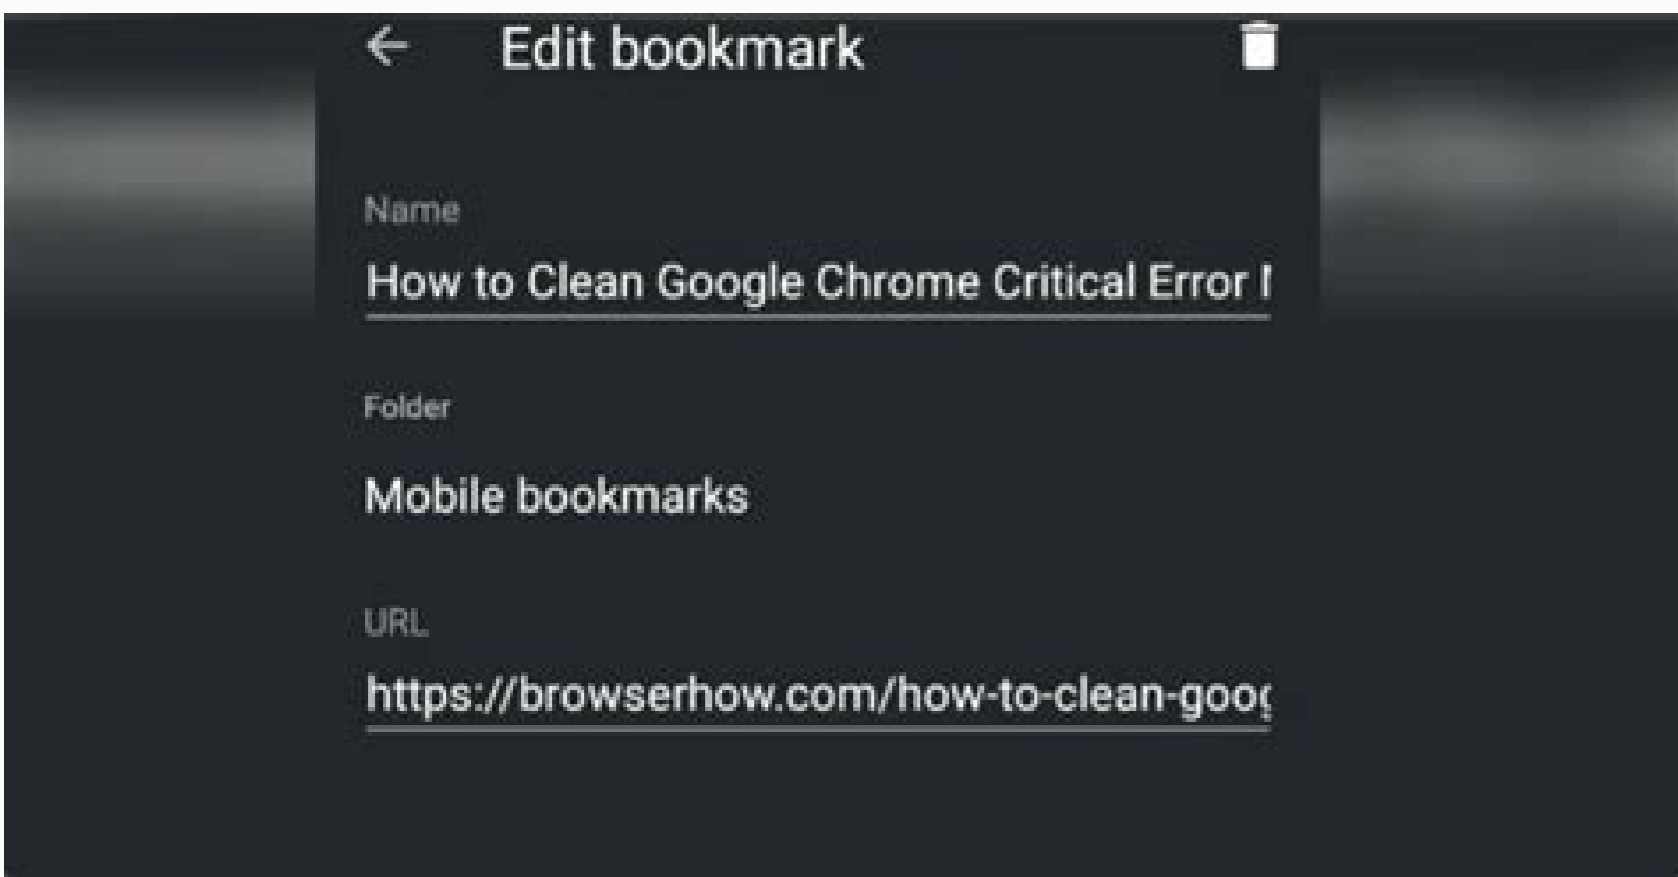 Edit bookmark
Name
How to Clean Google Chrome Critical Error
Folder
Mobile bookmarks
URL
https://browserhow.com/how-to-clean-goog